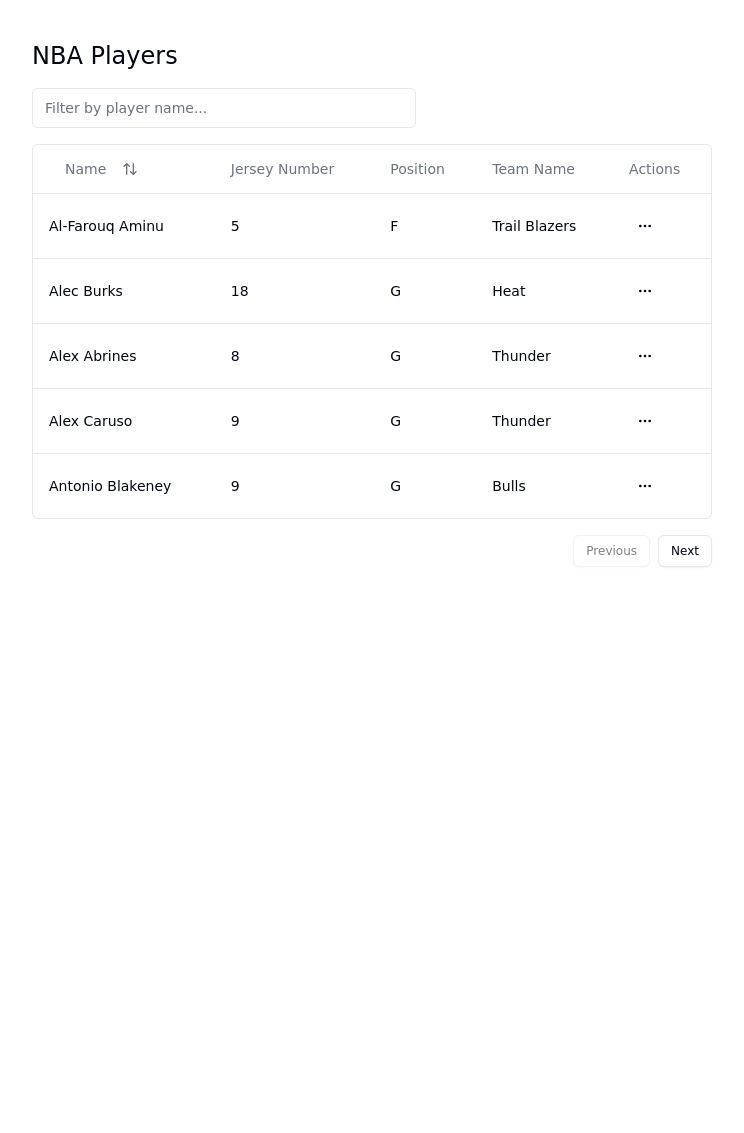 NBA Players
Filter by player name...
Name Jersey Number Position Team Name Actions
Al-Farouq Aminu 5 F Trail Blazers ...
Alec Burks 18 G Heat ...
Alex Abrines 8 G Thunder ...
Alex Caruso 9 G Thunder ...
Antonio Blakeney 9 G Bulls ...
Previous Next